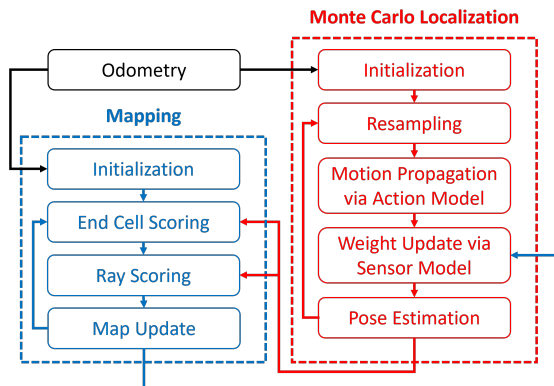 Monte Carlo Localization
Odometry
Initialization
Mapping
Resampling
Initialization
Motion Propagation
via Action Model
End Cell Scoring
Weight Update via
Sensor Model
Ray Scoring
Map Update
Pose Estimation